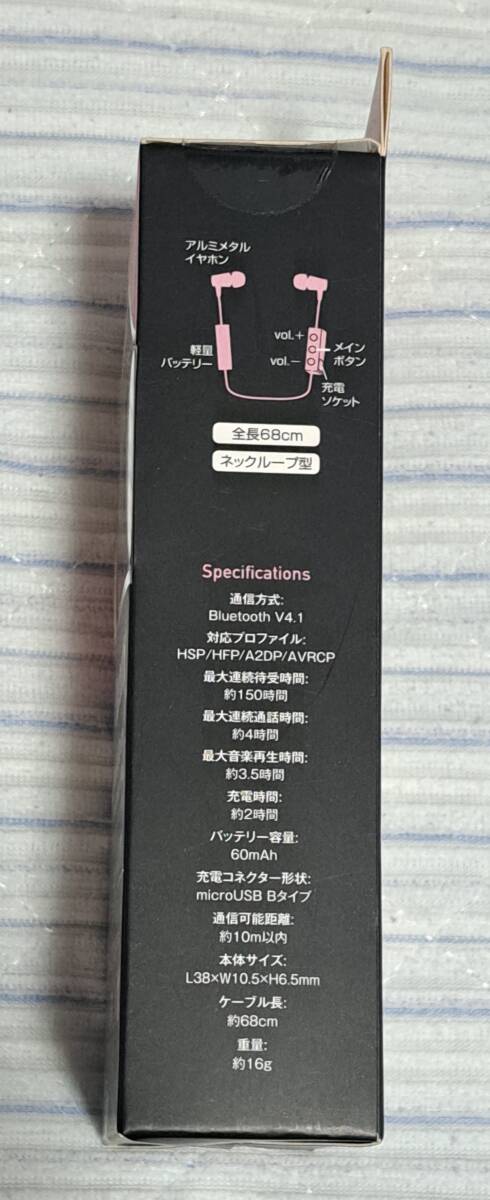 アルミメタル
イヤホン
軽量
バッテリー
vol.+
vol.−
メイン
ボタン
充電
ソケット
全長68cm
ネックループ型
Specifications
通信方式:
Bluetooth V4.1
対応プロファイル:
HSP/HFP/A2DP/AVRCP
最大連続待受時間:
約150時間
最大連続通話時間:
約4時間
最大音楽再生時間:
約3.5時間
充電時間:
約2時間
バッテリー容量:
60mAh
充電コネクター形状:
microUSB Bタイプ
通信可能距離:
約10m以内
本体サイズ:
L38×W10.5×H6.5mm
ケーブル長:
約68cm
重量:
約16g